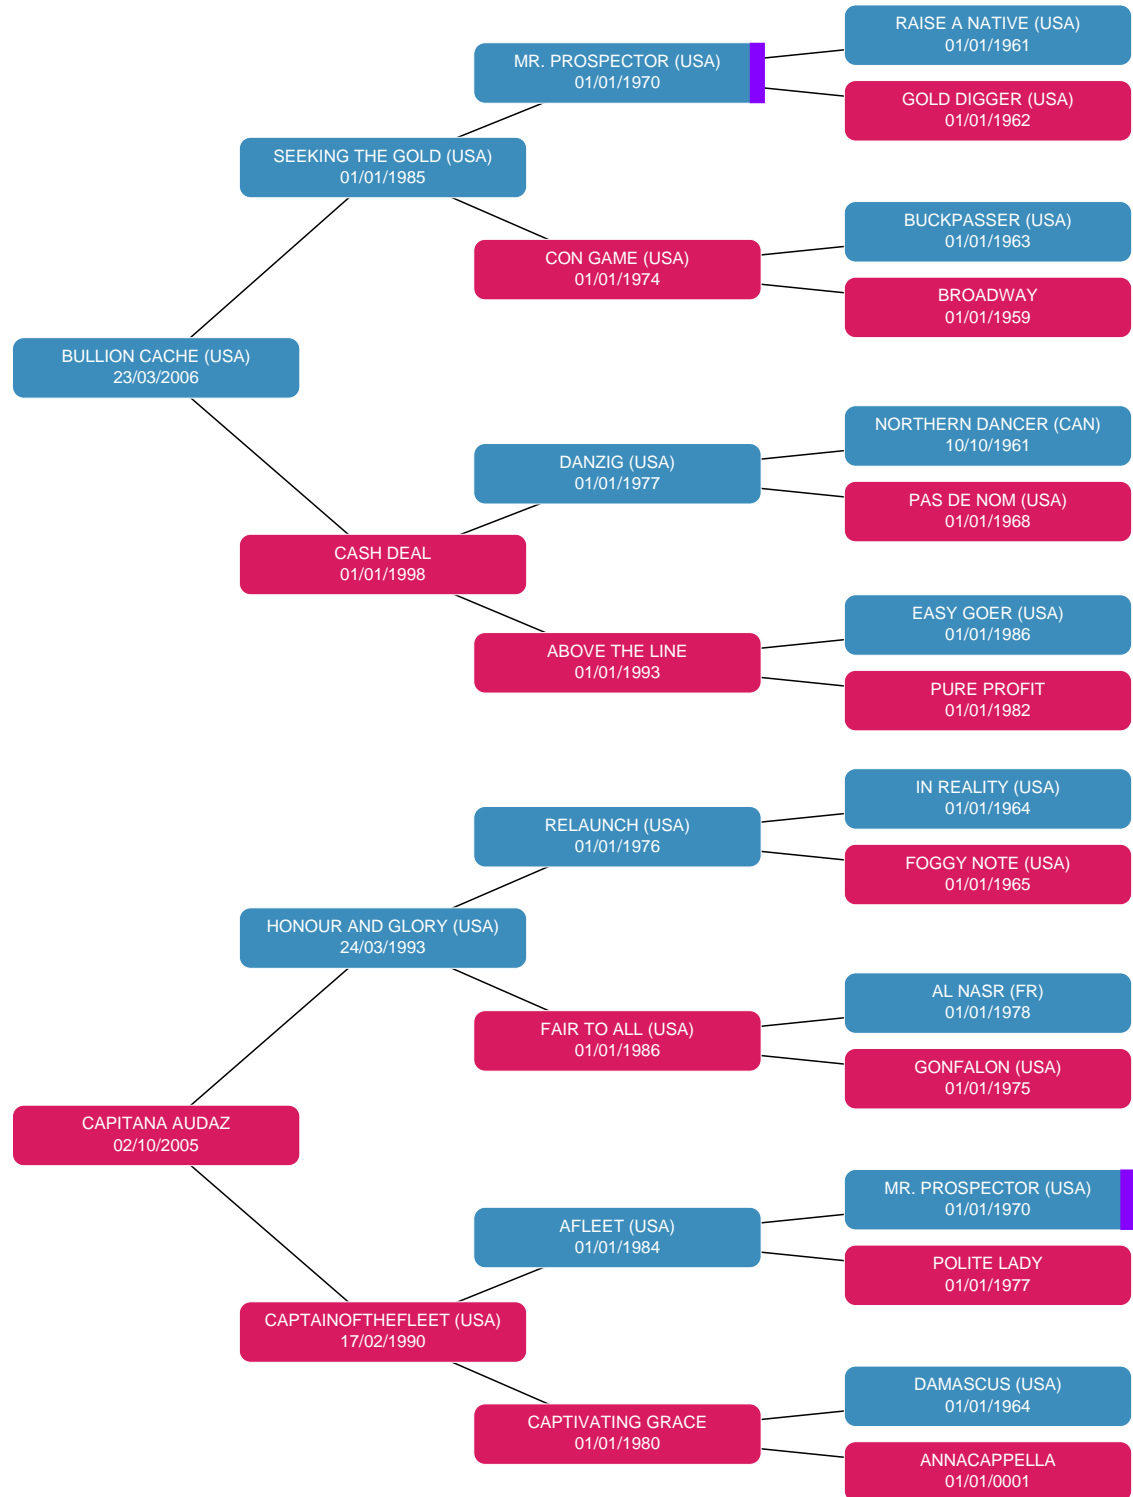 RAISE A NATIVE (USA)
01/01/1961
MR. PROSPECTOR (USA)
01/01/1970
GOLD DIGGER (USA)
01/01/1962
SEEKING THE GOLD (USA)
01/01/1985
BUCKPASSER (USA)
01/01/1963
CON GAME (USA)
01/01/1974
BROADWAY
01/01/1959
BULLION CACHE (USA)
23/03/2006
NORTHERN DANCER (CAN)
10/10/1961
DANZIG (USA)
01/01/1977
PAS DE NOM (USA)
01/01/1968
CASH DEAL
01/01/1998
EASY GOER (USA)
01/01/1986
ABOVE THE LINE
01/01/1993
PURE PROFIT
01/01/1982
IN REALITY (USA)
01/01/1964
RELAUNCH (USA)
01/01/1976
FOGGY NOTE (USA)
01/01/1965
HONOUR AND GLORY (USA)
24/03/1993
AL NASR (FR)
01/01/1978
FAIR TO ALL (USA)
01/01/1986
GONFALON (USA)
01/01/1975
CAPITANA AUDAZ
02/10/2005
MR. PROSPECTOR (USA)
01/01/1970
AFLEET (USA)
01/01/1984
POLITE LADY
01/01/1977
CAPTAINOFTHEFLEET (USA)
17/02/1990
DAMASCUS (USA)
01/01/1964
CAPTIVATING GRACE
01/01/1980
ANNACAPPELLA
01/01/0001